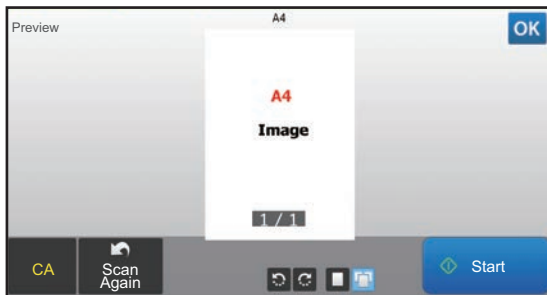 A4
Preview
OK
A4
Image
1 / 1
CA
Scan
Again
Start